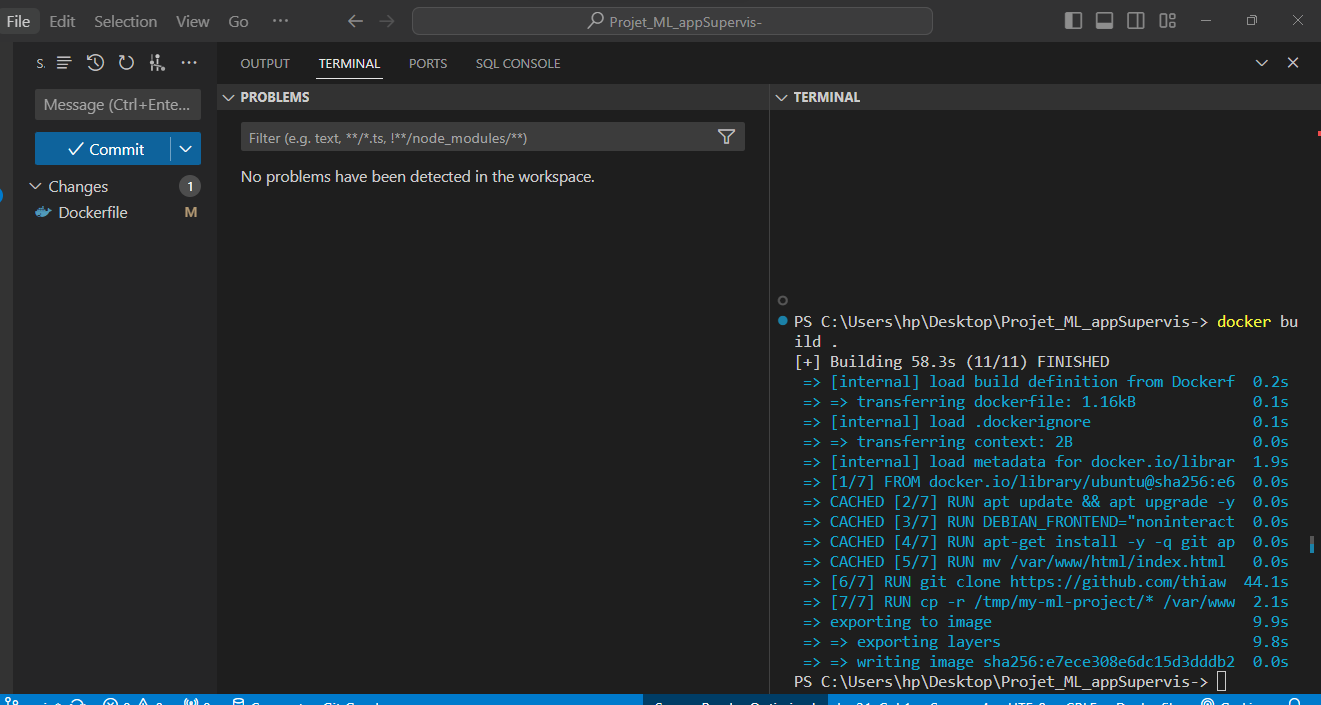 File Edit Selection View Go ··· Projet_ML_appSupervis-
S.
Message (Ctrl+Ente...
Commit
Changes 1
Dockerfile M
OUTPUT TERMINAL PORTS SQL CONSOLE
PROBLEMS
Filter (e.g. text, **/*.ts, !**/node_modules/**)
No problems have been detected in the workspace.
TERMINAL
PS C:\Users\hp\Desktop\Projet_ML_appSupervis-> docker bu
ild .
[+] Building 58.3s (11/11) FINISHED
=> [internal] load build definition from Dockerf 0.2s
=> => transferring dockerfile: 1.16kB 0.1s
=> [internal] load .dockerignore 0.1s
=> => transferring context: 2B 0.0s
=> [internal] load metadata for docker.io/librar 1.9s
=> [1/7] FROM docker.io/library/ubuntu@sha256:e6 0.0s
=> CACHED [2/7] RUN apt update && apt upgrade -y 0.0s
=> CACHED [3/7] RUN DEBIAN_FRONTEND="noninteract 0.0s
=> CACHED [4/7] RUN apt-get install -y -q git ap 0.0s
=> CACHED [5/7] RUN mv /var/www/html/index.html 0.0s
=> [6/7] RUN git clone https://github.com/thiaw 44.1s
=> [7/7] RUN cp -r /tmp/my-ml-project/* /var/www 2.1s
=> exporting to image 9.9s
=> => exporting layers 9.8s
=> => writing image sha256:e7ece308e6dc15d3dddb2 0.0s
PS C:\Users\hp\Desktop\Projet_ML_appSupervis->